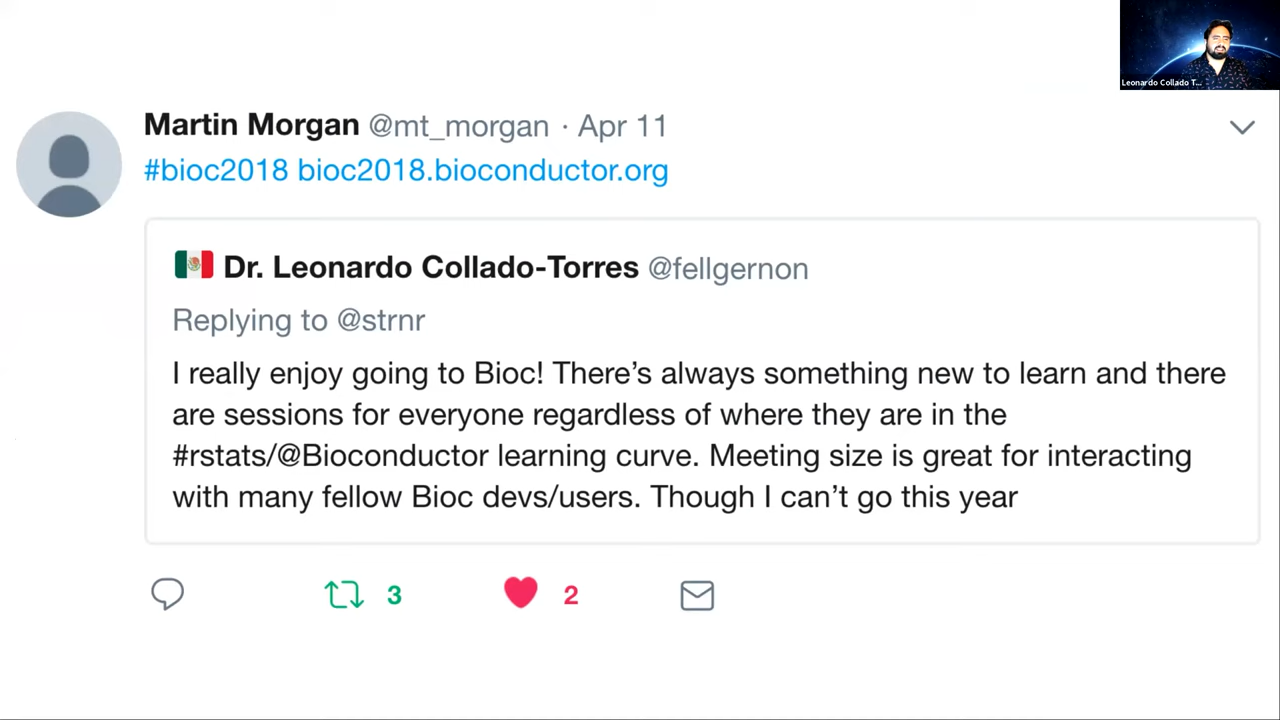 Leonardo Collado T...
Martin Morgan @mt_morgan · Apr 11
#bioc2018 bioc2018.bioconductor.org
Dr. Leonardo Collado-Torres @fellgernon
Replying to @strnr
I really enjoy going to Bioc! There’s always something new to learn and there
are sessions for everyone regardless of where they are in the
#rstats/@Bioconductor learning curve. Meeting size is great for interacting
with many fellow Bioc devs/users. Though I can’t go this year
3
2